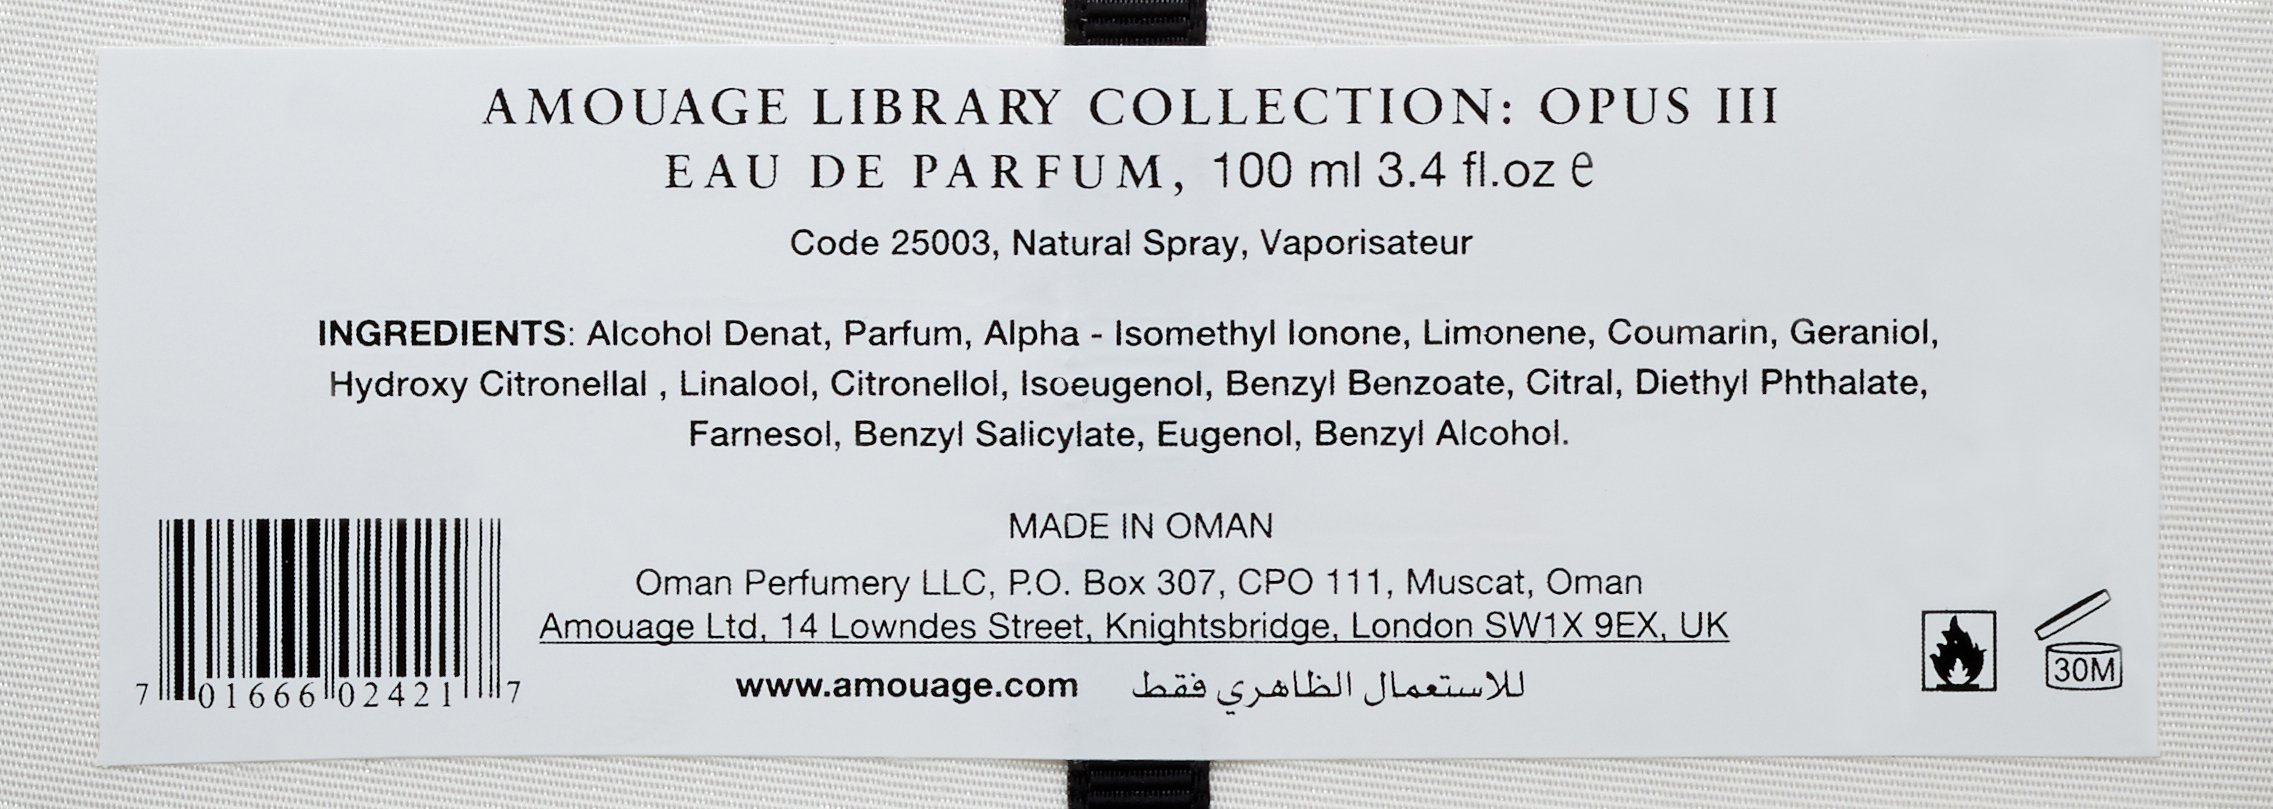 AMOUAGE LIBRARY COLLECTION: OPUS III
EAU DE PARFUM, 100 ml 3.4 fl.oz e
Code 25003, Natural Spray, Vaporisateur
INGREDIENTS: Alcohol Denat, Parfum, Alpha - Isomethyl Ionone, Limonene, Coumarin, Geraniol,
Hydroxy Citronellal , Linalool, Citronellol, Isoeugenol, Benzyl Benzoate, Citral, Diethyl Phthalate,
Farnesol, Benzyl Salicylate, Eugenol, Benzyl Alcohol.
MADE IN OMAN
Oman Perfumery LLC, P.O. Box 307, CPO 111, Muscat, Oman
Amouage Ltd, 14 Lowndes Street, Knightsbridge, London SW1X 9EX, UK
www.amouage.com للاستعمال الظاهري فقط
7 01666 02421 7
30M